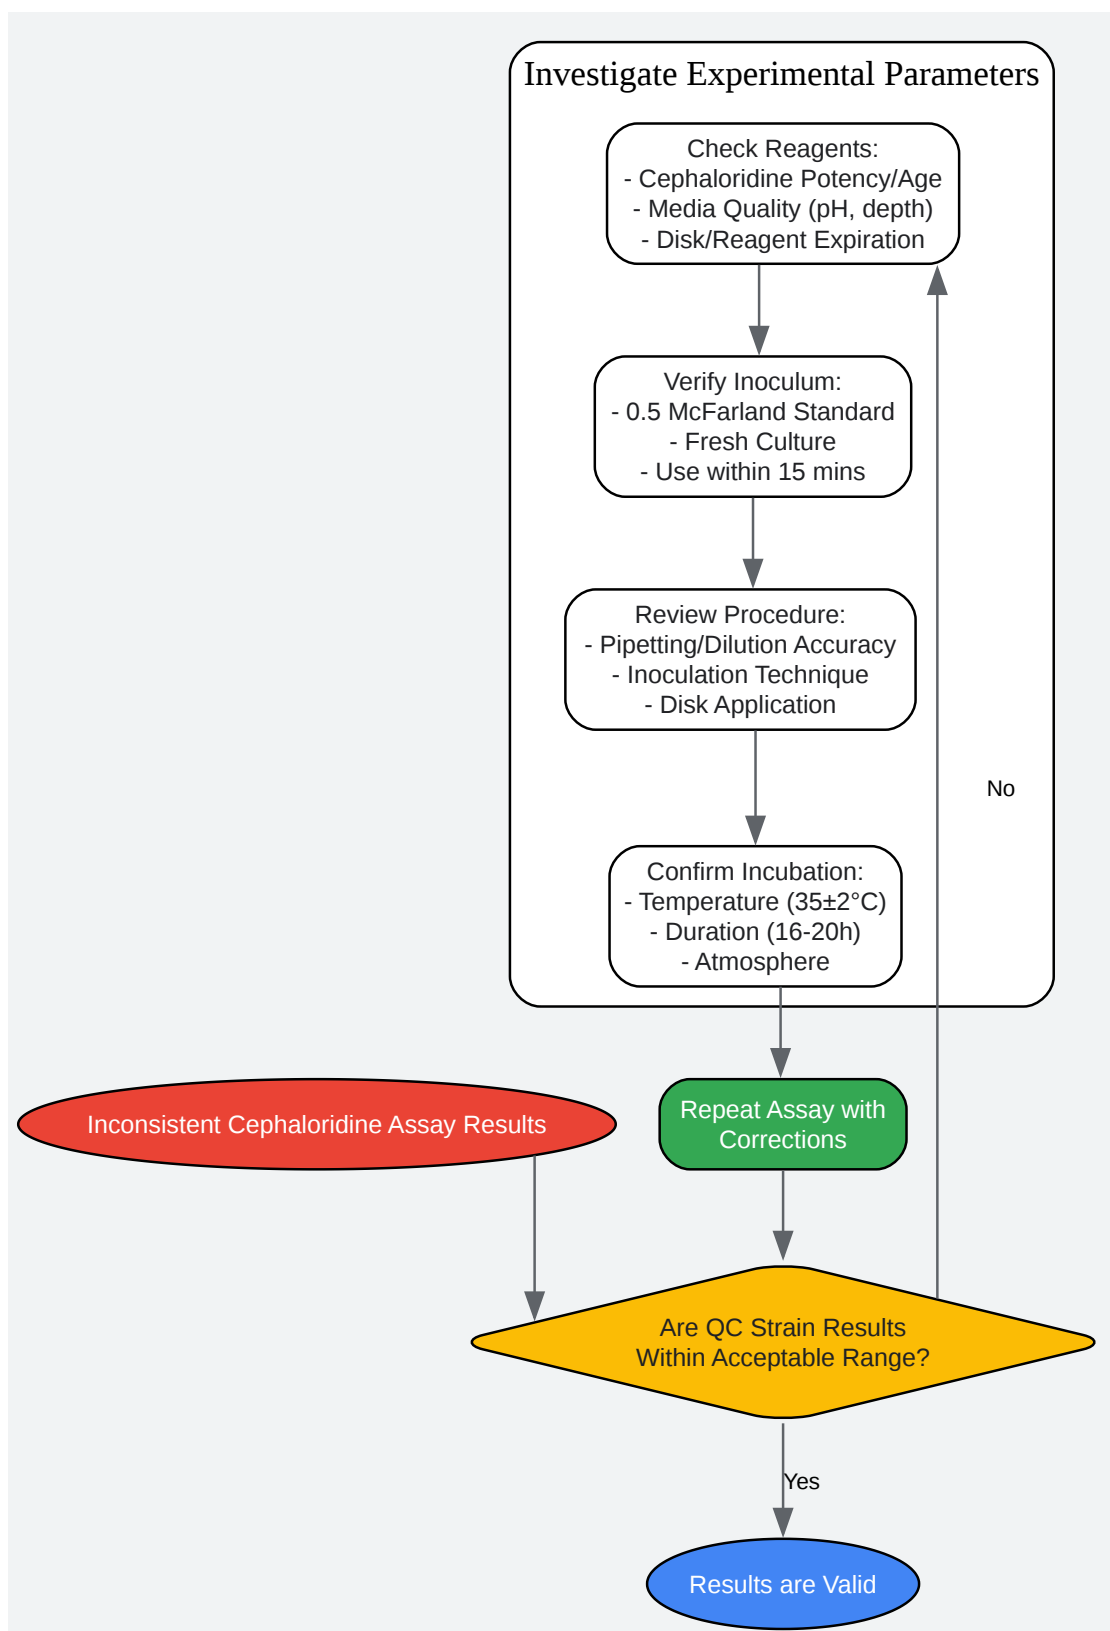 Investigate Experimental Parameters
Check Reagents:
- Cephaloridine Potency/Age
- Media Quality (pH, depth)
- Disk/Reagent Expiration
Verify Inoculum:
- 0.5 McFarland Standard
- Fresh Culture
- Use within 15 mins
Review Procedure:
- Pipetting/Dilution Accuracy
- Inoculation Technique
- Disk Application
No
Confirm Incubation:
- Temperature (35±2°C)
- Duration (16-20h)
- Atmosphere
Inconsistent Cephaloridine Assay Results
Repeat Assay with
Corrections
Are QC Strain Results
Within Acceptable Range?
Yes
Results are Valid